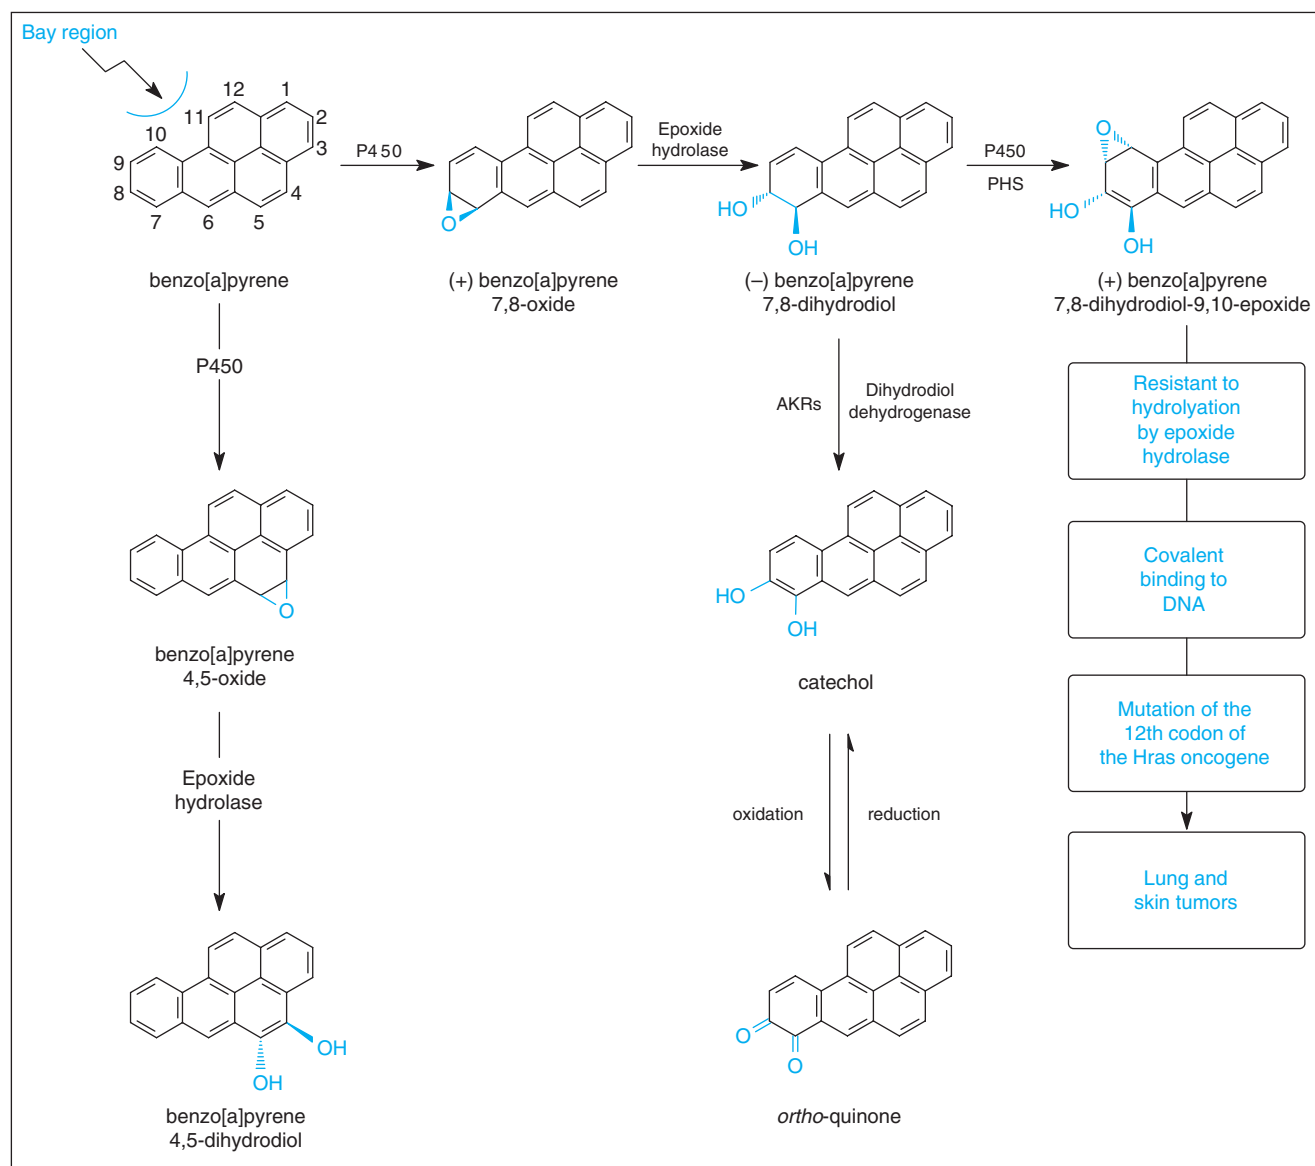 Bay region
12
1
11
2
10
3
9
8
4
7
6
5
benzo[a]pyrene
P450
(+) benzo[a]pyrene
7,8-oxide
O
Epoxide
hydrolase
HO
OH
(–) benzo[a]pyrene
7,8-dihydrodiol
P450
PHS
O
HO
OH
(+) benzo[a]pyrene
7,8-dihydrodiol-9,10-epoxide
P450
O
benzo[a]pyrene
4,5-oxide
Epoxide
hydrolase
OH
OH
benzo[a]pyrene
4,5-dihydrodiol
AKRs
Dihydrodiol
dehydrogenase
HO
OH
catechol
oxidation
reduction
O
O
ortho-quinone
Resistant to
hydrolyation
by epoxide
hydrolase
Covalent
binding to
DNA
Mutation of the
12th codon of
the Hras oncogene
Lung and
skin tumors